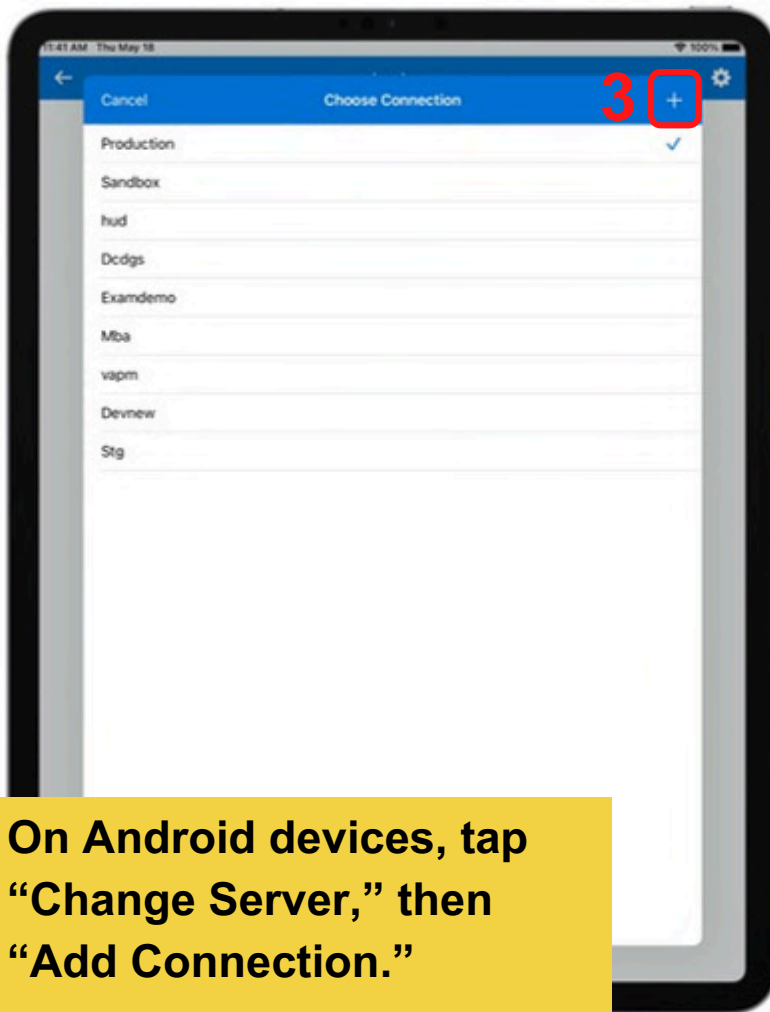 11:41 AM Thu May 18
100%
Cancel
Choose Connection
3
+
Production
Sandbox
hud
Dcdgs
Examdemo
Mba
vapm
Devnew
Stg
On Android devices, tap
“Change Server,” then
“Add Connection.”